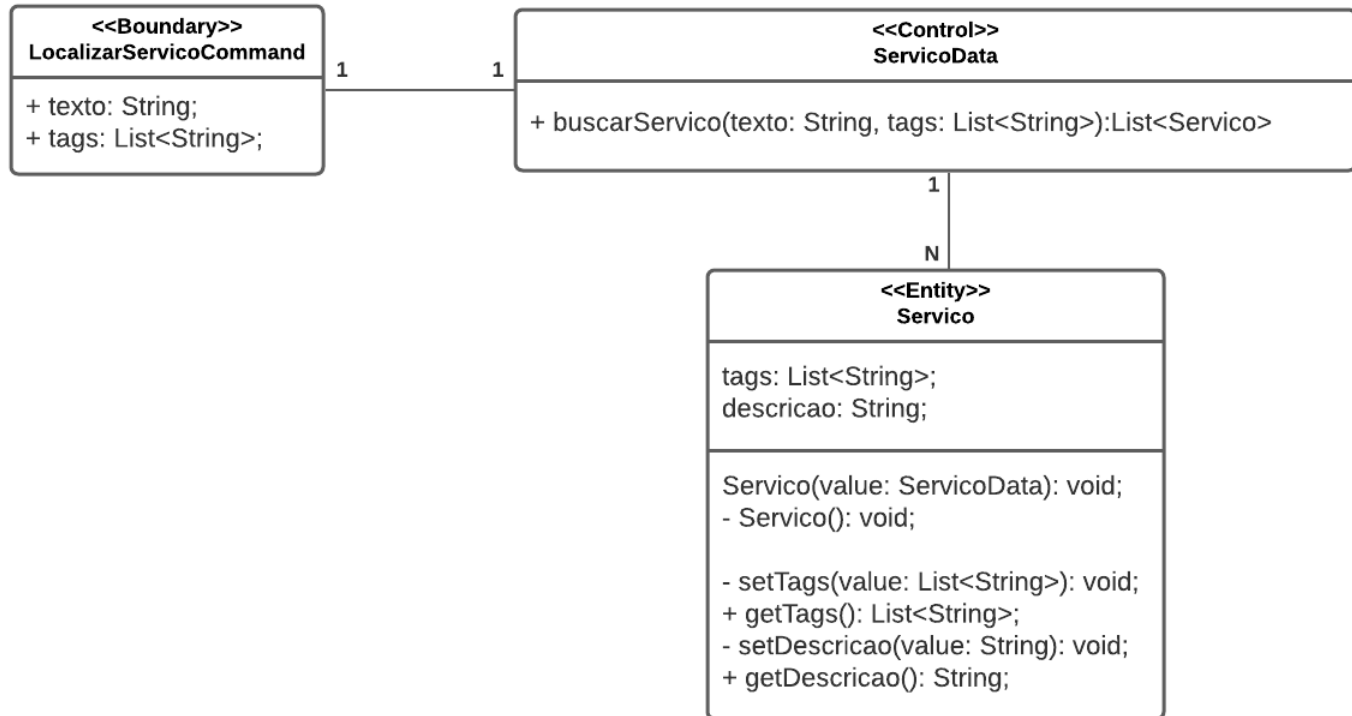 <<Boundary>>
LocalizarServicoCommand
+ texto: String;
+ tags: List<String>;
1
1
<<Control>>
ServicoData
+ buscarServico(texto: String, tags: List<String>):List<Servico>
1
N
<<Entity>>
Servico
tags: List<String>;
descricao: String;
Servico(value: ServicoData): void;
- Servico(): void;
- setTags(value: List<String>): void;
+ getTags(): List<String>;
- setDescricao(value: String): void;
+ getDescricao(): String;